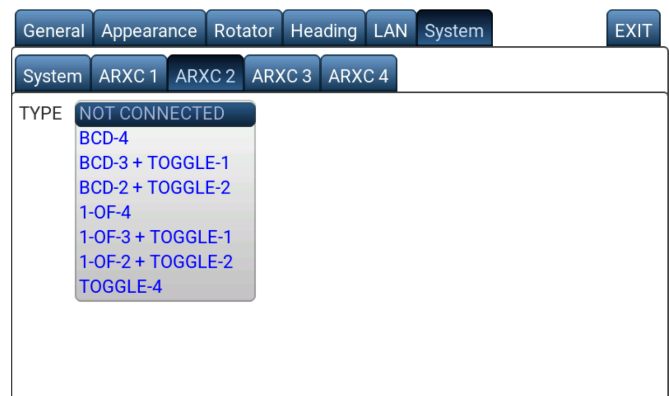 General Appearance Rotator Heading LAN System EXIT
System ARXC 1 ARXC 2 ARXC 3 ARXC 4
TYPE NOT CONNECTED
BCD-4
BCD-3 + TOGGLE-1
BCD-2 + TOGGLE-2
1-OF-4
1-OF-3 + TOGGLE-1
1-OF-2 + TOGGLE-2
TOGGLE-4